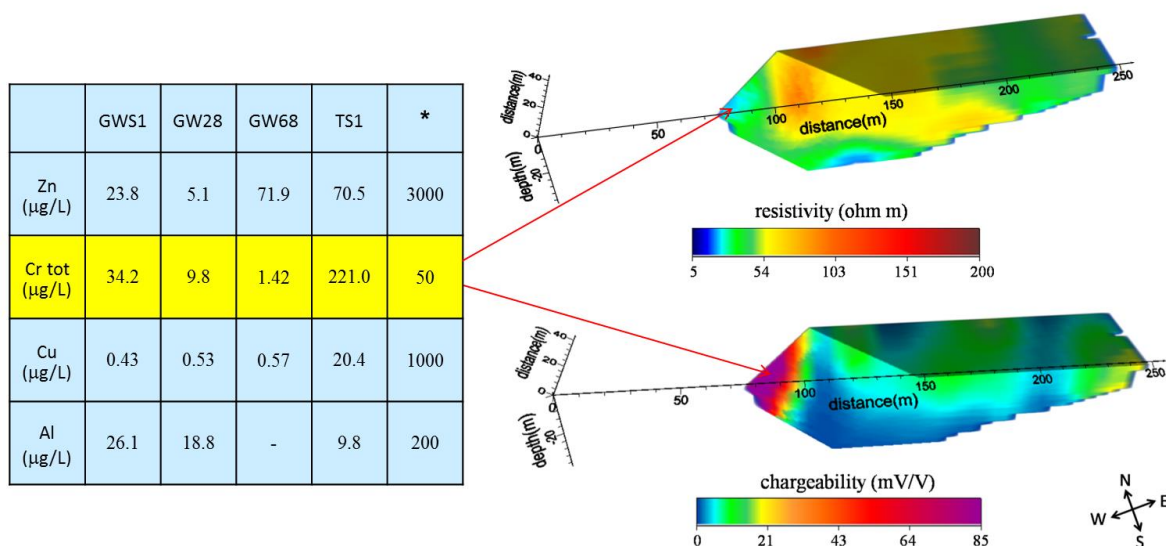 GWS1 GW28 GW68 TS1 *
Zn
(μg/L) 23.8 5.1 71.9 70.5 3000
Cr tot
(μg/L) 34.2 9.8 1.42 221.0 50
Cu
(μg/L) 0.43 0.53 0.57 20.4 1000
Al
(μg/L) 26.1 18.8 - 9.8 200
distance(m)
40
20
0
0
-20
depth(m)
50 100 150 200 250
distance(m)
resistivity (ohm m)
5 54 103 151 200
distance(m)
40
20
0
0
-20
depth(m)
50 100 150 200 250
distance(m)
chargeability (mV/V)
0 21 43 64 85
N
W E
S